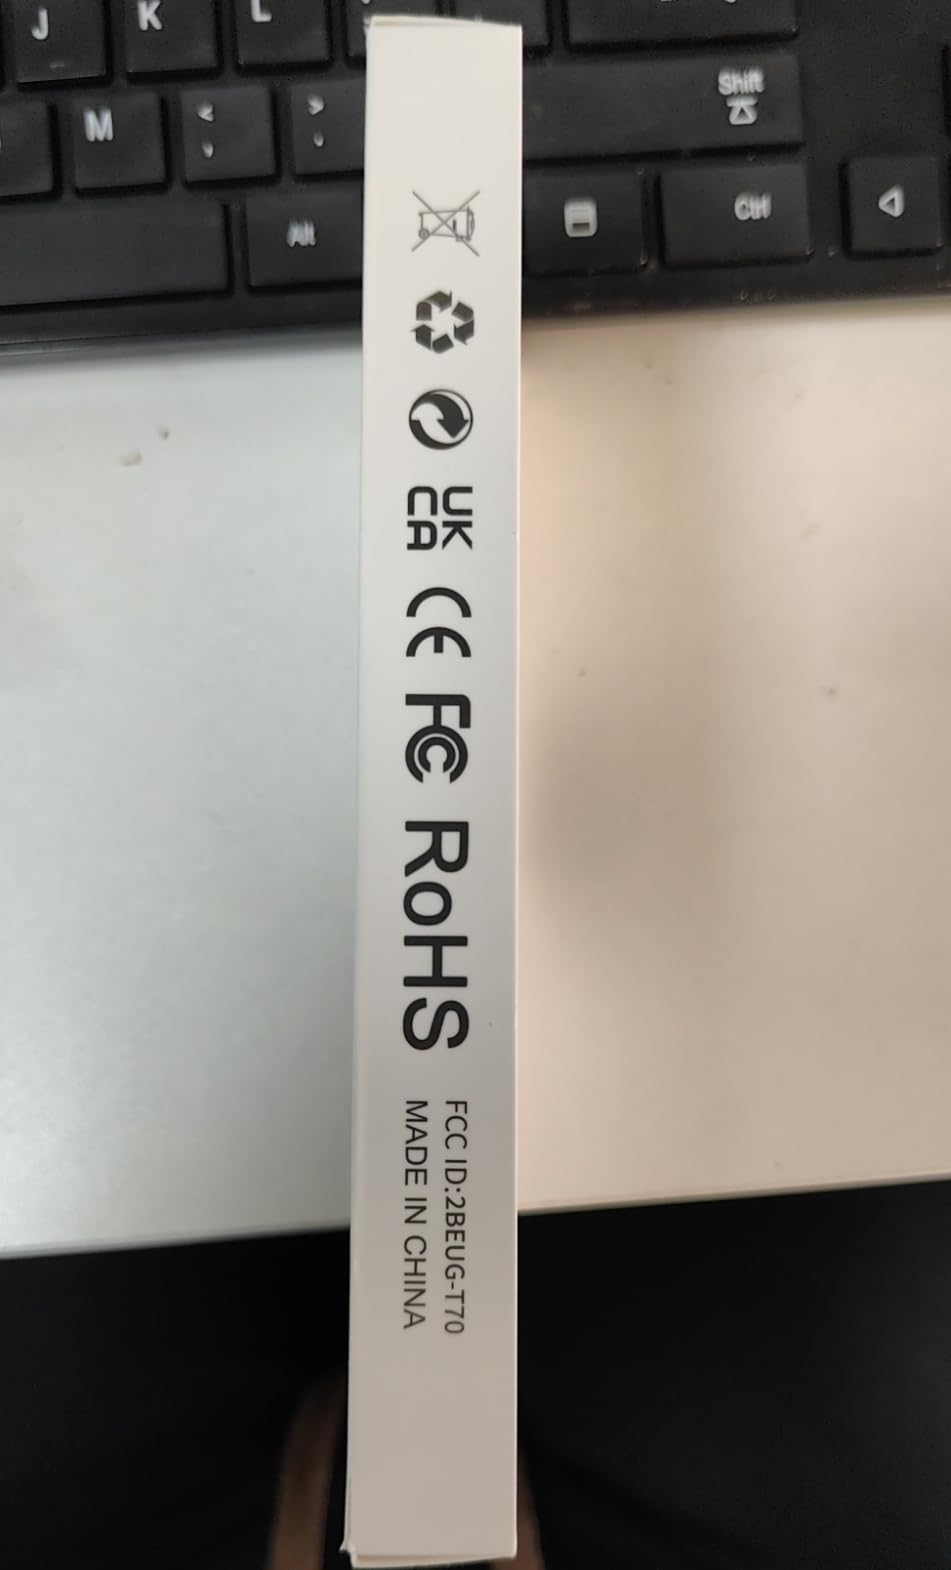 J
K
L
M
<
,
>
.
Shift
Alt
Ctrl
UK
CA
CE
FC
RoHS
FCC ID:2BEUG-T70
MADE IN CHINA